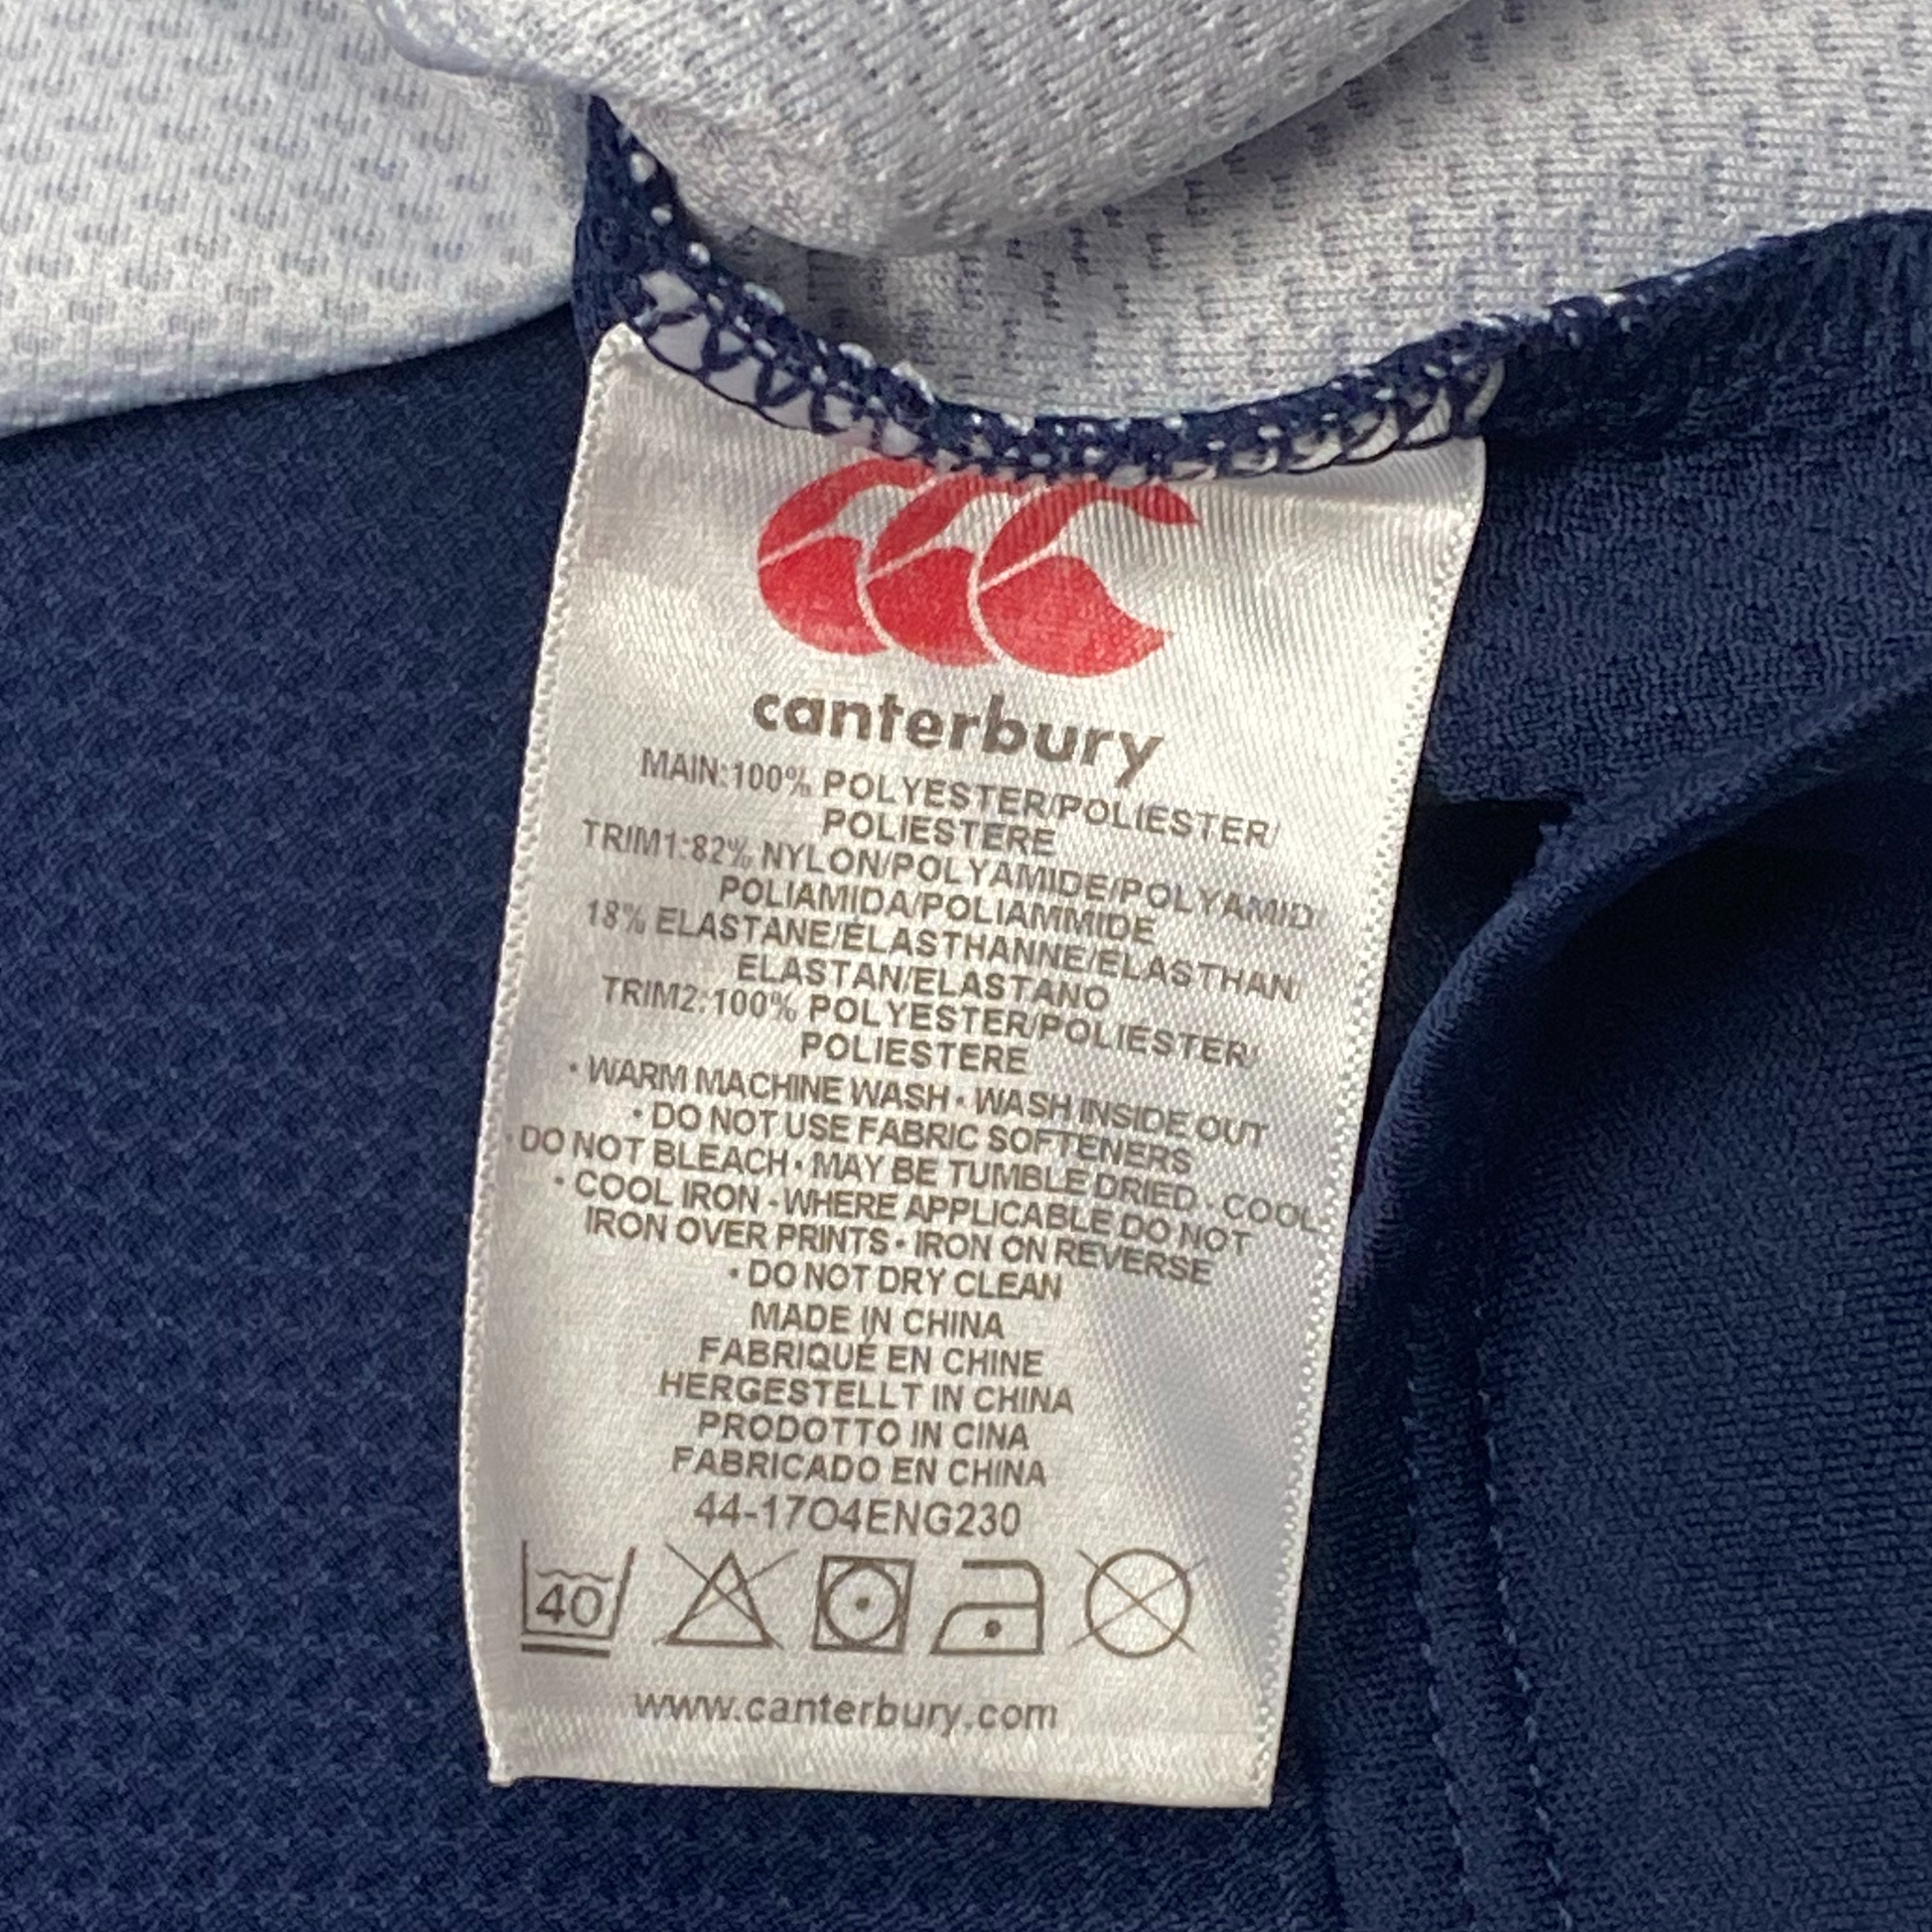 canterbury
MAIN:100% POLYESTER/POLIESTER/
POLIESTERE
TRIM1:82% NYLON/POLYAMIDE/POLYAMID/
POLIAMIDA/POLIAMMIDE
18% ELASTANE/ELASTHANNE/ELASTHAN/
ELASTAN/ELASTANO
TRIM2:100% POLYESTER/POLIESTER/
POLIESTERE
• WARM MACHINE WASH • WASH INSIDE OUT
• DO NOT USE FABRIC SOFTENERS
DO NOT BLEACH • MAY BE TUMBLE DRIED - COOL
• COOL IRON - WHERE APPLICABLE DO NOT
IRON OVER PRINTS • IRON ON REVERSE
• DO NOT DRY CLEAN
MADE IN CHINA
FABRIQUÉ EN CHINE
HERGESTELLT IN CHINA
PRODOTTO IN CINA
FABRICADO EN CHINA
44-17O4ENG230
40
www.canterbury.com